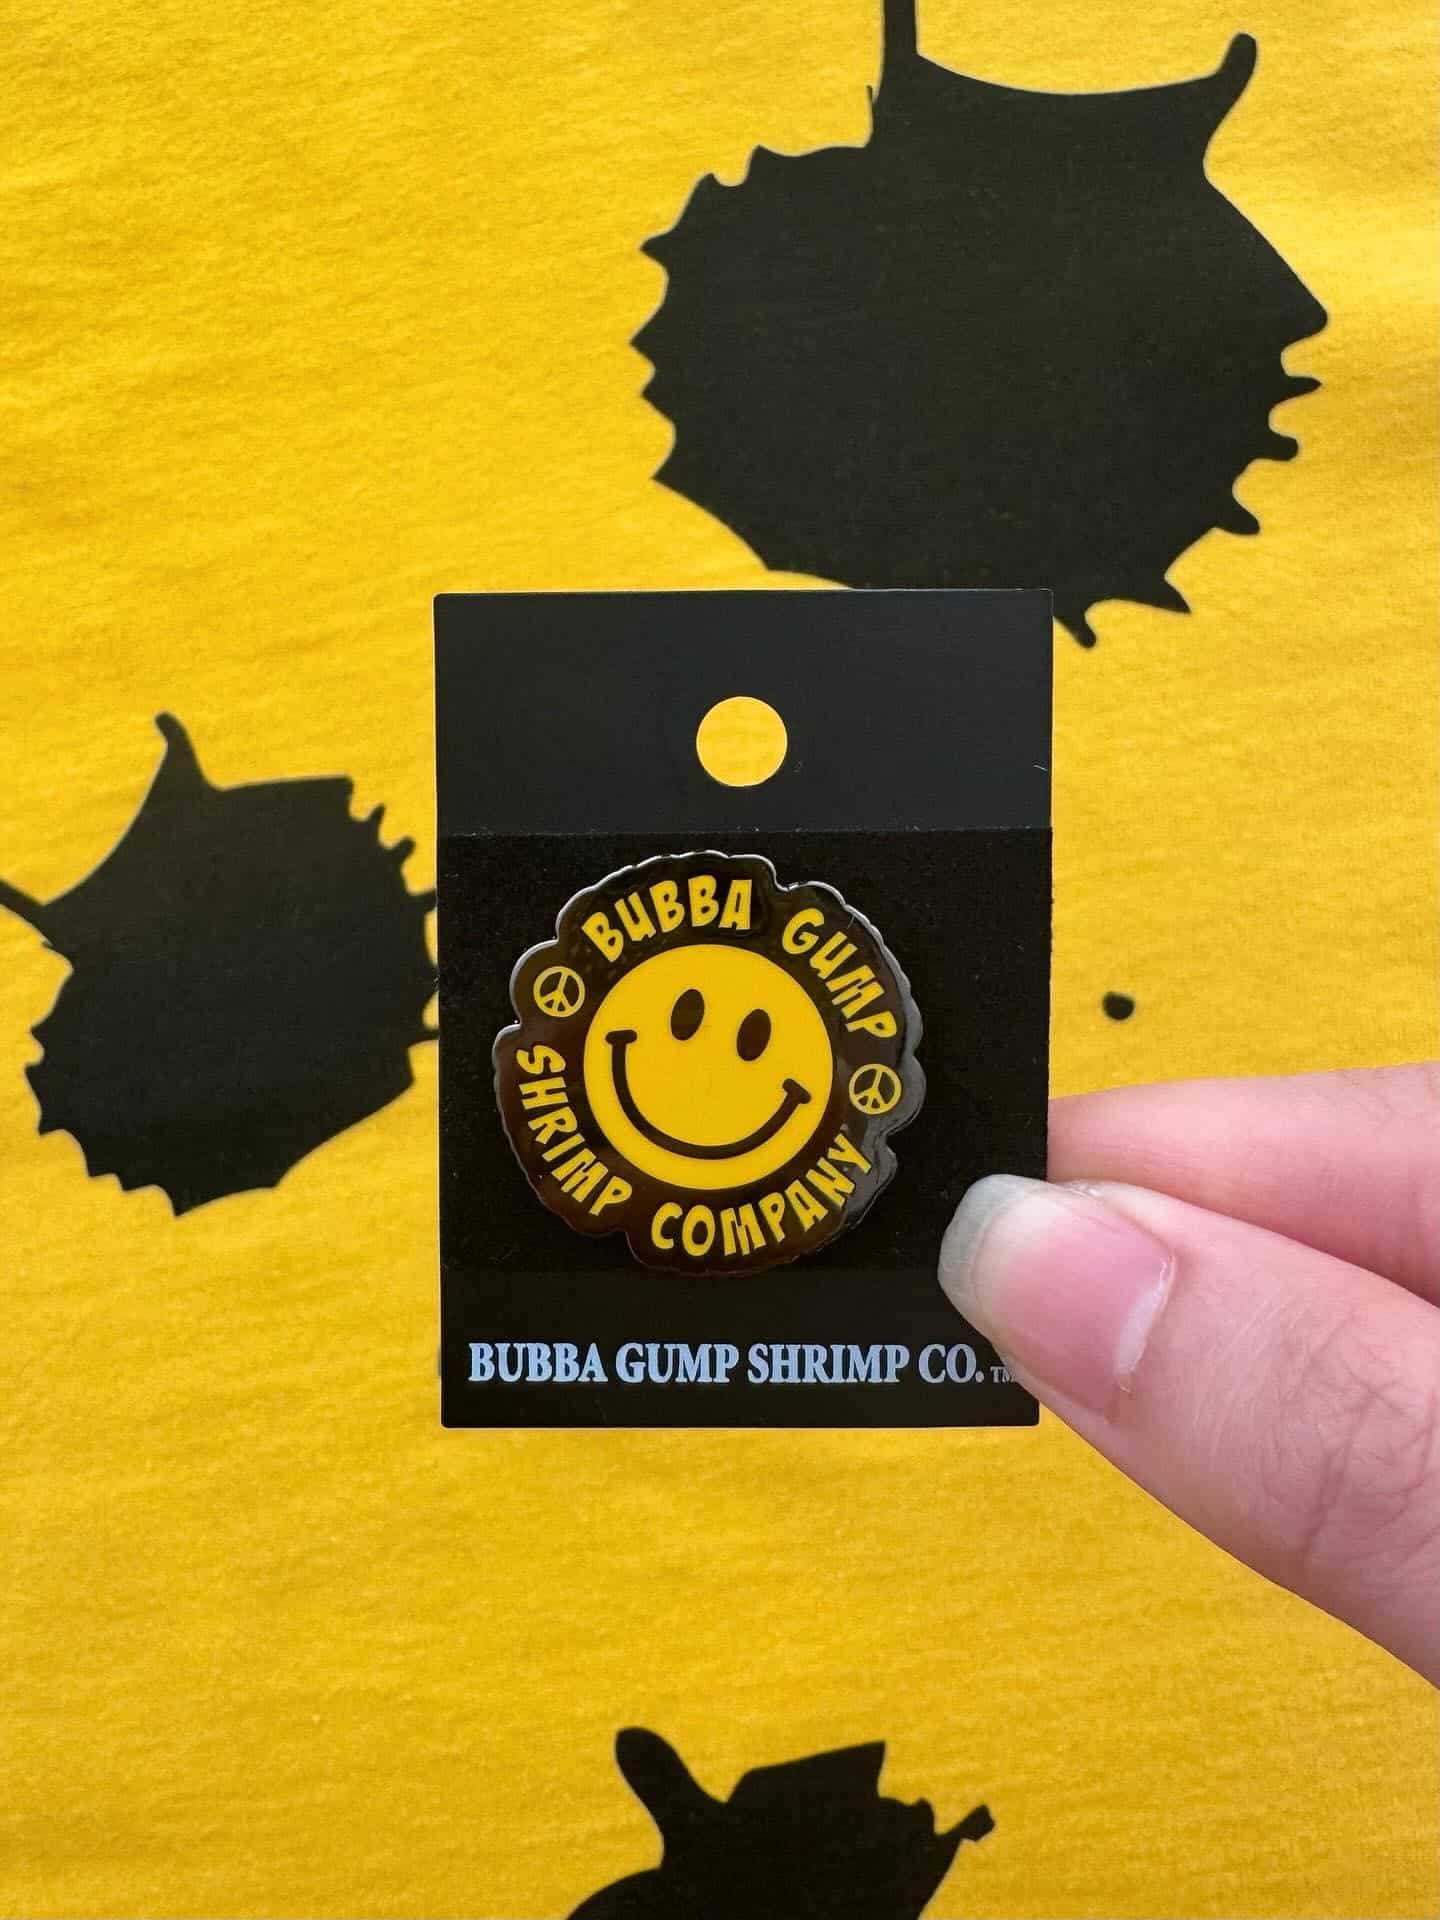 BUBBA GUMP
SHRIMP COMPANY
BUBBA GUMP SHRIMP CO. TM